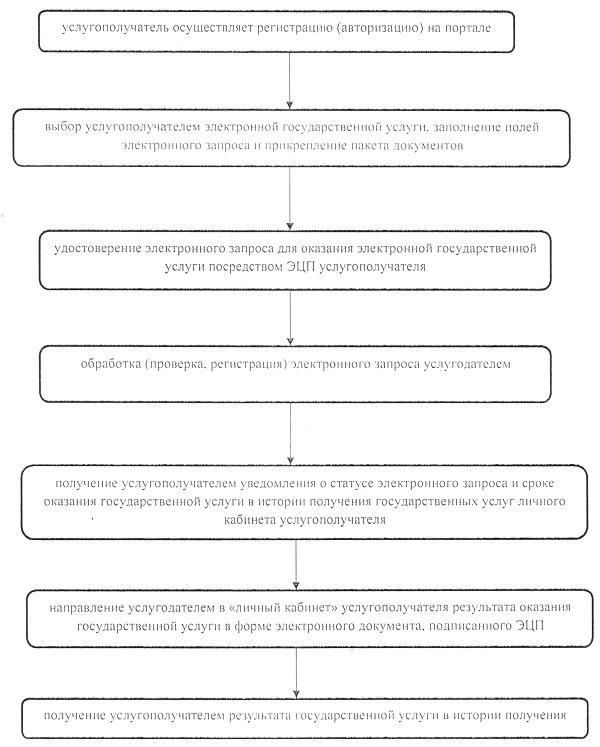 услугополучатель осуществляет регистрацию (авторизацию) на портале
выбор услугополучателем электронной государственной услуги, заполнение полей
электронного запроса и прикрепление пакета документов
удостоверение электронного запроса для оказания электронной государственной
услуги посредством ЭЦП услугополучателя
обработка (проверка, регистрация) электронного запроса услугодателем
получение услугополучателем уведомления о статусе электронного запроса и сроке
оказания государственной услуги в истории получения государственных услуг личного
кабинета услугополучателя
направление услугодателем в «личный кабинет» услугополучателя результата оказания
государственной услуги в форме электронного документа, подписанного ЭЦП
получение услугополучателем результата государственной услуги в истории получения